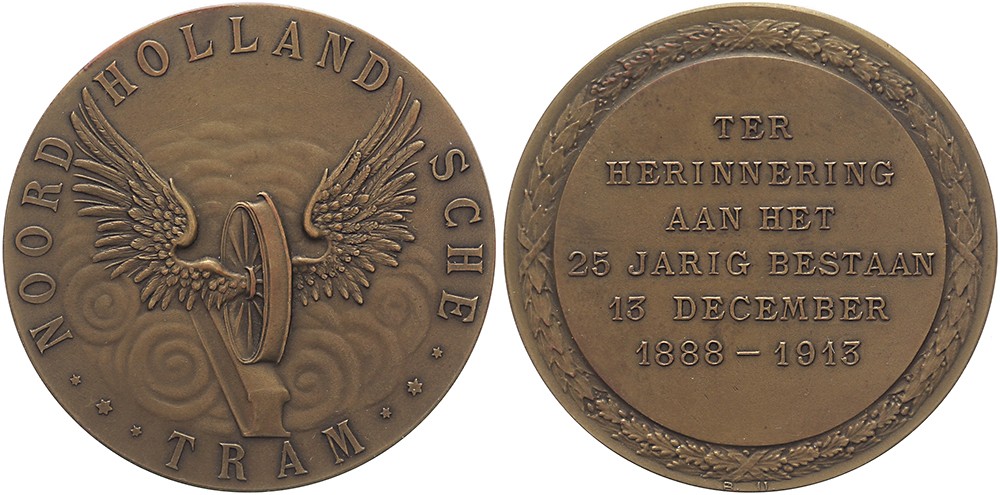 NOORD HOLLANDSCHE
TRAM
TER
HERINNERING
AAN HET
25 JARIG BESTAAN
13 DECEMBER
1888 – 1913